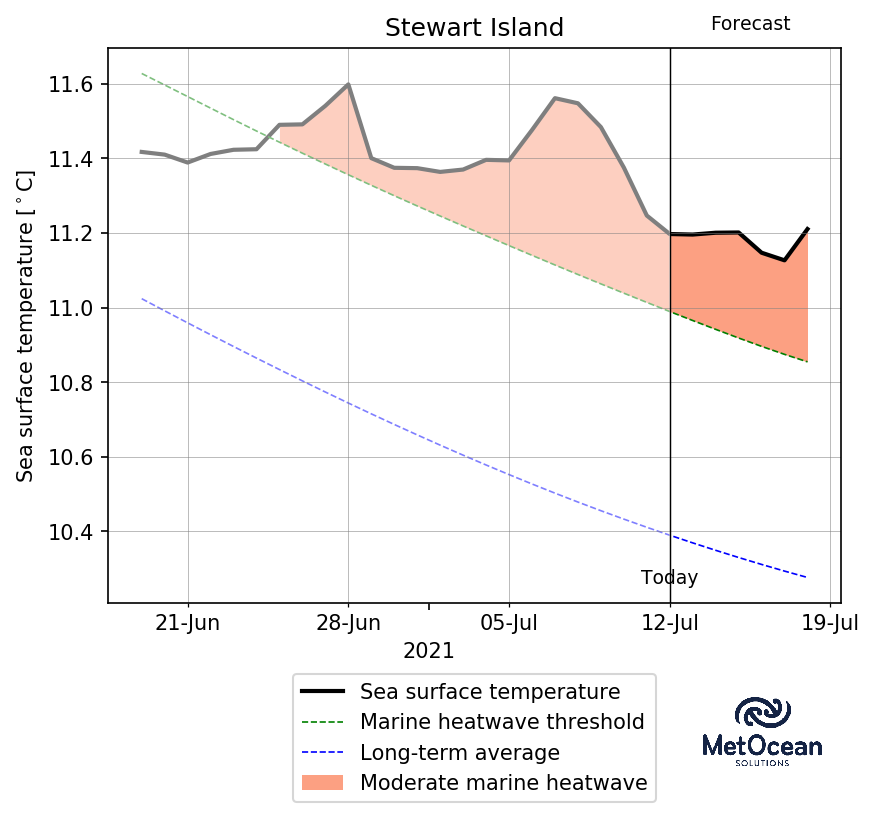 Stewart Island
Forecast
Sea surface temperature [°C]
11.6
11.4
11.2
11.0
10.8
10.6
10.4
Today
21-Jun 28-Jun 05-Jul 12-Jul 19-Jul
2021
Sea surface temperature
Marine heatwave threshold
Long-term average
Moderate marine heatwave
MetOcean
SOLUTIONS